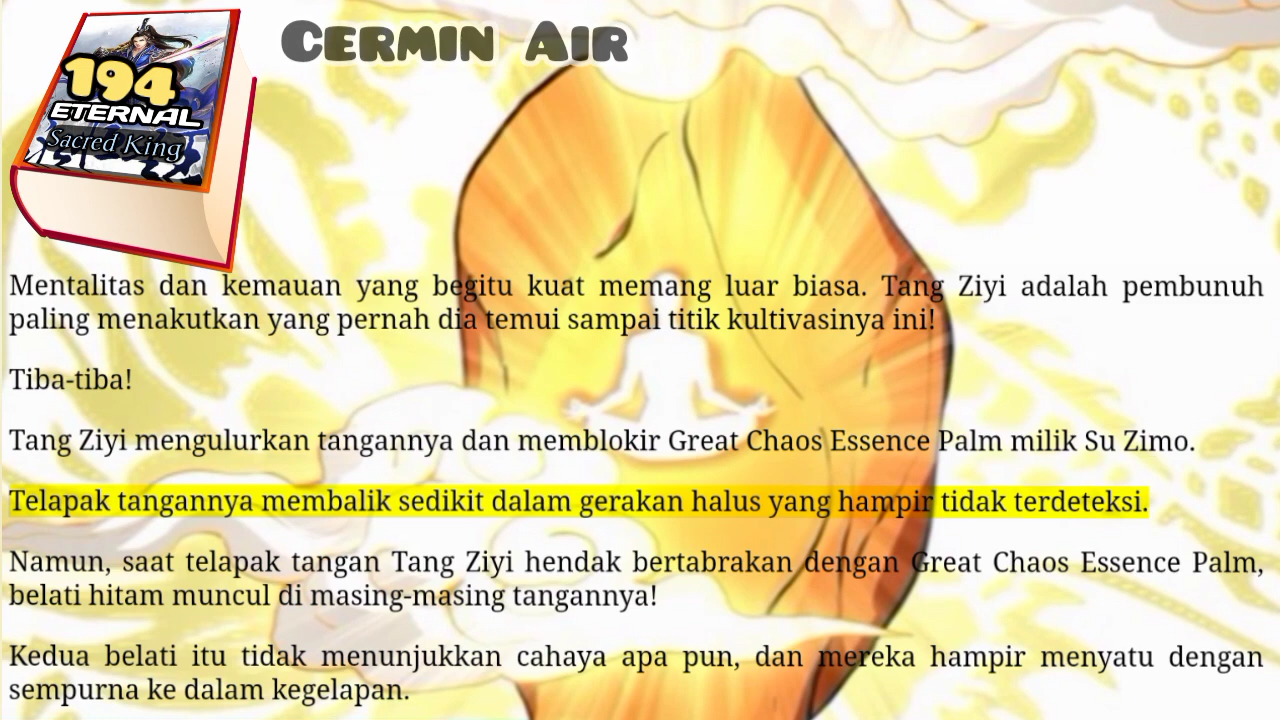 194
ETERNAL
Sacred King
CERMIN AIR
Mentalitas dan kemauan yang begitu kuat memang luar biasa. Tang Ziyi adalah pembunuh
paling menakutkan yang pernah dia temui sampai titik kultivasinya ini!
Tiba-tiba!
Tang Ziyi mengulurkan tangannya dan memblokir Great Chaos Essence Palm milik Su Zimo.
Telapak tangannya membalik sedikit dalam gerakan halus yang hampir tidak terdeteksi.
Namun, saat telapak tangan Tang Ziyi hendak bertabrakan dengan Great Chaos Essence Palm,
belati hitam muncul di masing-masing tangannya!
Kedua belati itu tidak menunjukkan cahaya apa pun, dan mereka hampir menyatu dengan
sempurna ke dalam kegelapan.